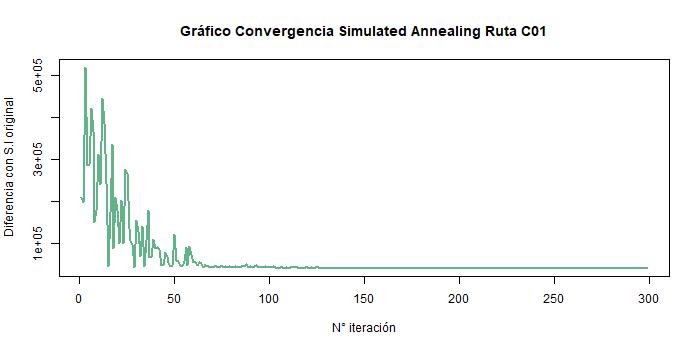 Gráfico Convergencia Simulated Annealing Ruta C01
Diferencia con S.I original
5e+05
3e+05
1e+05
0 50 100 150 200 250 300
N° iteración